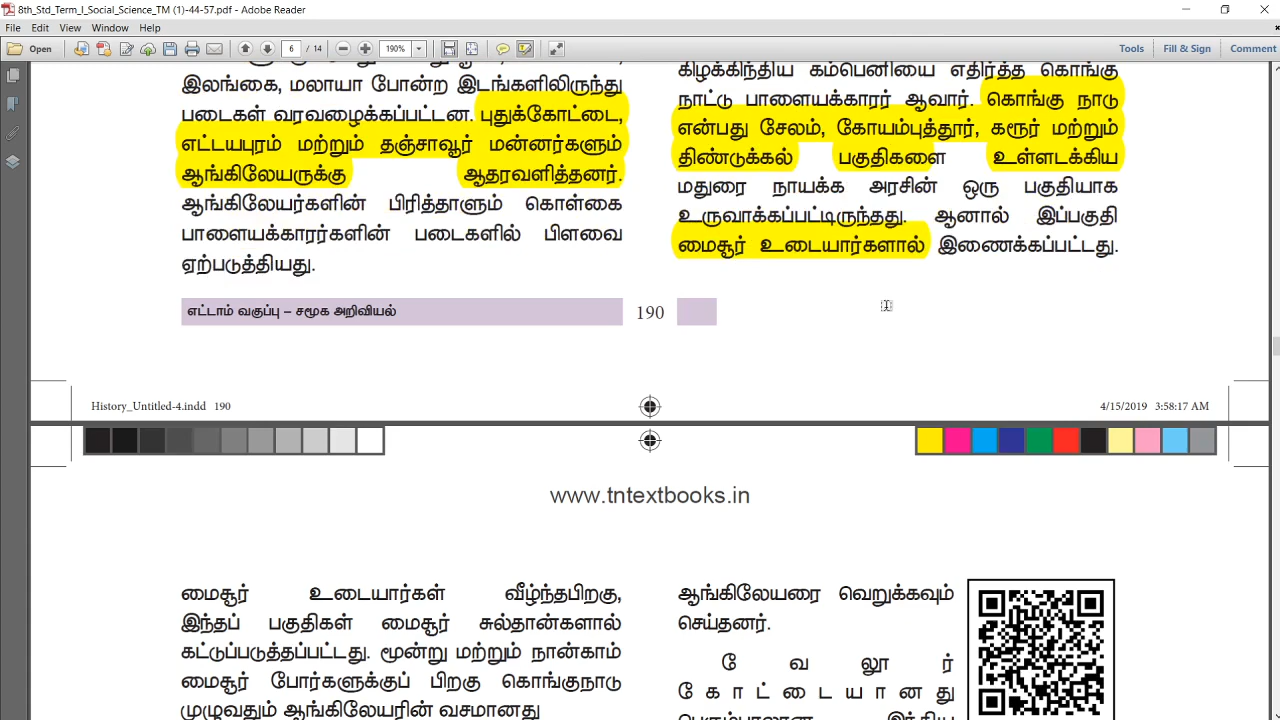 8th_Std_Term_I_Social_Science_TM (1)-44-57.pdf - Adobe Reader
File Edit View Window Help
Open 6 / 14 190% Tools Fill & Sign Comment
இலங்கை, மலாயா போன்ற இடங்களிலிருந்து
படைகள் வரவழைக்கப்பட்டன. புதுக்கோட்டை,
எட்டயபுரம் மற்றும் தஞ்சாவூர் மன்னர்களும்
ஆங்கிலேயருக்கு ஆதரவளித்தனர்.
ஆங்கிலேயர்களின் பிரித்தாளும் கொள்கை
பாளையக்காரர்களின் படைகளில் பிளவை
ஏற்படுத்தியது.
கிழக்கிந்திய கம்பெனியை எதிர்த்த கொங்கு
நாட்டு பாளையக்காரர் ஆவார். கொங்கு நாடு
என்பது சேலம், கோயம்புத்தூர், கரூர் மற்றும்
திண்டுக்கல் பகுதிகளை உள்ளடக்கிய
மதுரை நாயக்க அரசின் ஒரு பகுதியாக
உருவாக்கப்பட்டிருந்தது. ஆனால் இப்பகுதி
மைசூர் உடையார்களால் இணைக்கப்பட்டது.
எட்டாம் வகுப்பு – சமூக அறிவியல் 190
History_Untitled-4.indd 190 4/15/2019 3:58:17 AM
www.tntextbooks.in
மைசூர் உடையார்கள் வீழ்ந்தபிறகு,
இந்தப் பகுதிகள் மைசூர் சுல்தான்களால்
கட்டுப்படுத்தப்பட்டது. மூன்று மற்றும் நான்காம்
மைசூர் போர்களுக்குப் பிறகு கொங்குநாடு
முழுவதும் ஆங்கிலேயரின் வசமானது
ஆங்கிலேயரை வெறுக்கவும்
செய்தனர்.
வேலூர்
கோட்டையானது